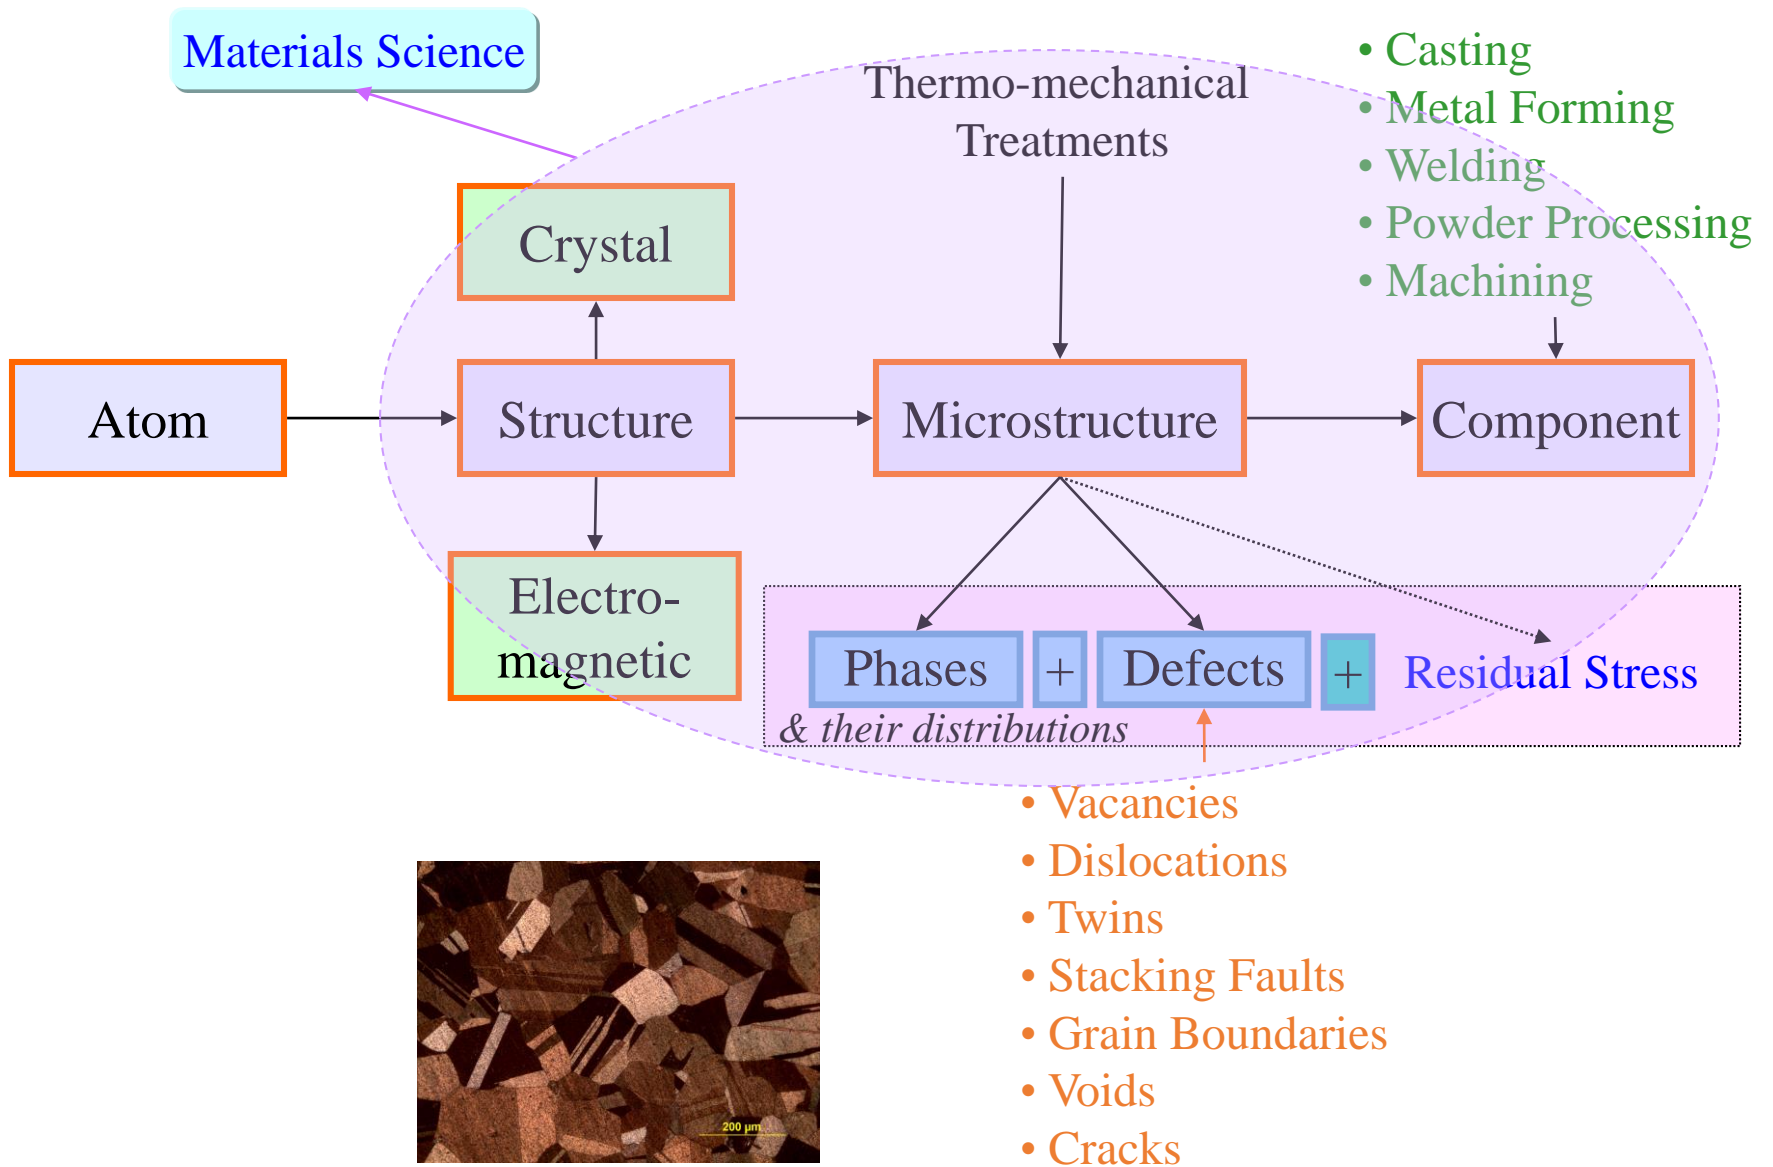 Materials Science
Thermo-mechanical
Treatments
• Casting
• Metal Forming
• Welding
• Powder Processing
• Machining
Crystal
Atom
Structure
Microstructure
Component
Electro-
magnetic
Phases + Defects + Residual Stress
& their distributions
• Vacancies
• Dislocations
• Twins
• Stacking Faults
• Grain Boundaries
• Voids
• Cracks
200 µm